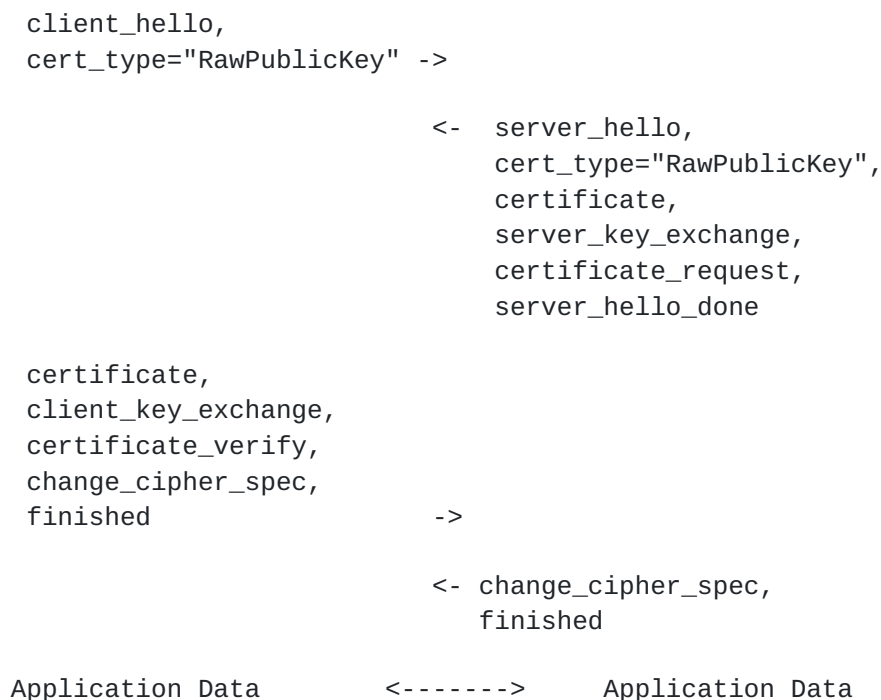 client_hello,
cert_type="RawPublicKey" ->
<- server_hello,
cert_type="RawPublicKey",
certificate,
server_key_exchange,
certificate_request,
server_hello_done
certificate,
client_key_exchange,
certificate_verify,
change_cipher_spec,
finished ->
<- change_cipher_spec,
finished
Application Data <-------> Application Data